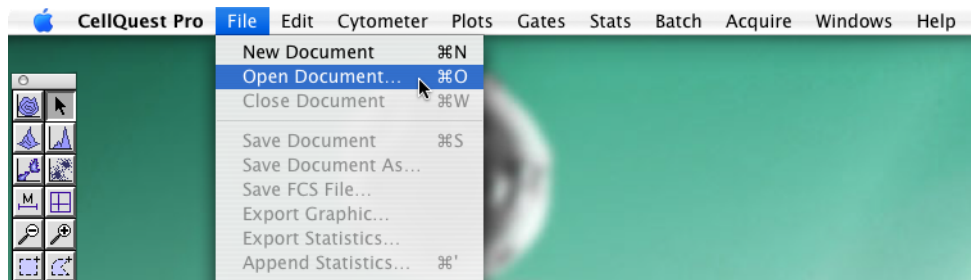 CellQuest Pro File Edit Cytometer Plots Gates Stats Batch Acquire Windows Help
New Document ⌘N
Open Document... ⌘O
Close Document ⌘W
Save Document ⌘S
Save Document As...
Save FCS File...
Export Graphic...
Export Statistics...
Append Statistics... ⌘'
M